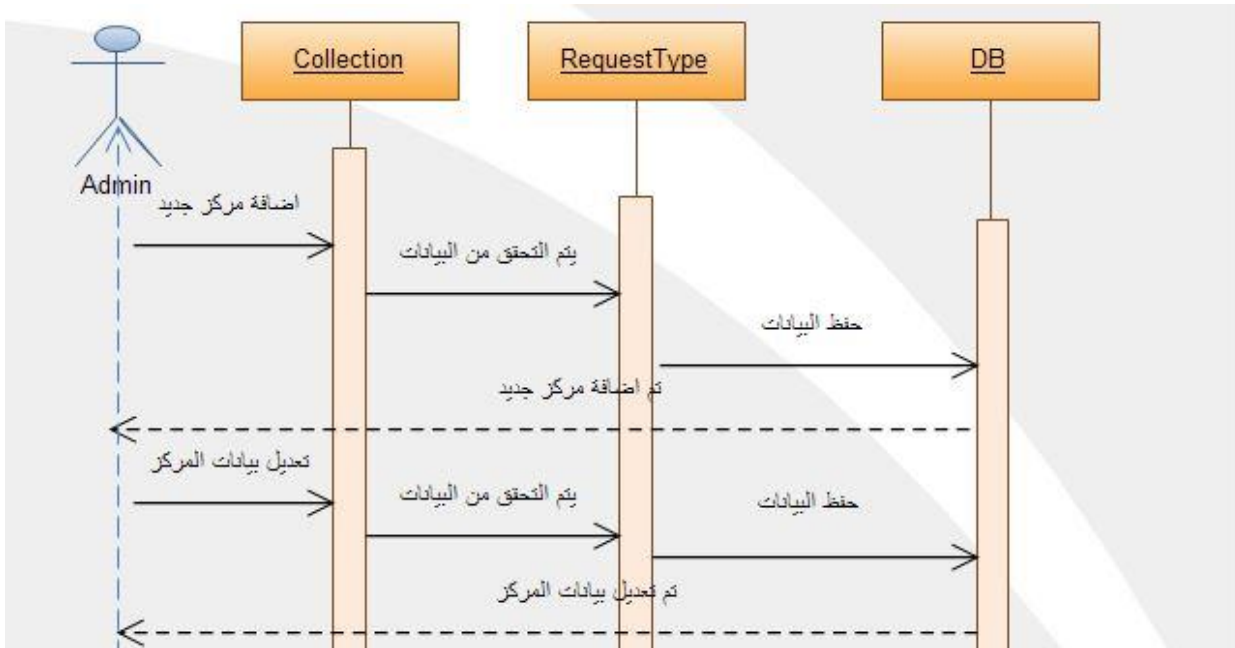 Collection
RequestType
DB
Admin
اضافة مركز جديد
يتم التحقق من البيانات
حفظ البيانات
تم اضافة مركز جديد
تعديل بيانات المركز
يتم التحقق من البيانات
حفظ البيانات
تم تعديل بيانات المركز